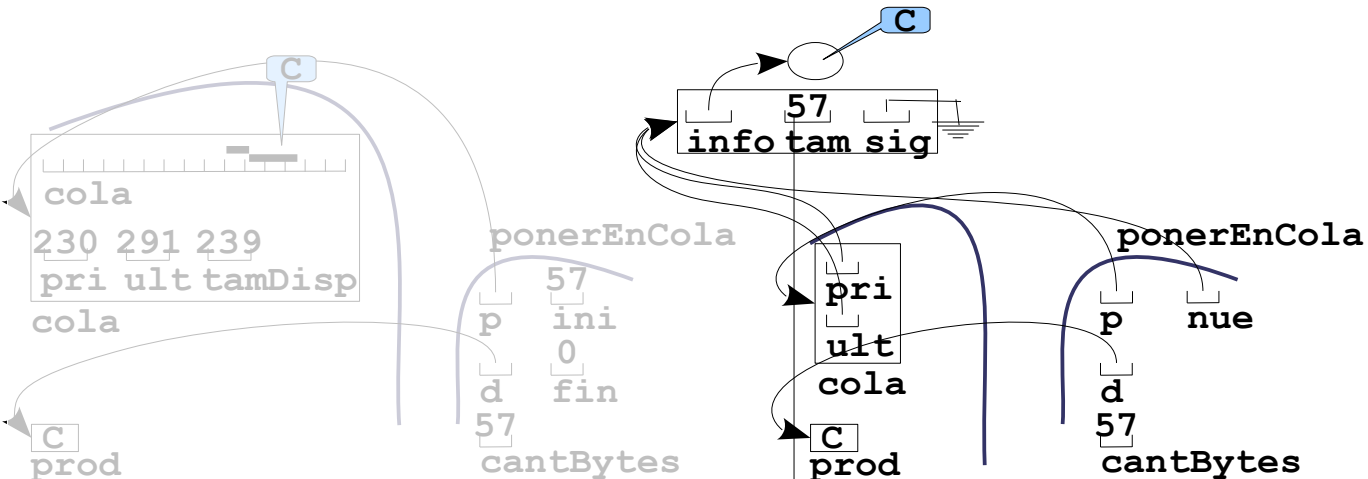 C
cola
230 291 239
pri ult tamDisp
cola
ponerEnCola
57
p ini
0
d fin
57
cantBytes
C
prod
C
57
info tam sig
pri
ult
cola
C
prod
ponerEnCola
p nue
d
57
cantBytes